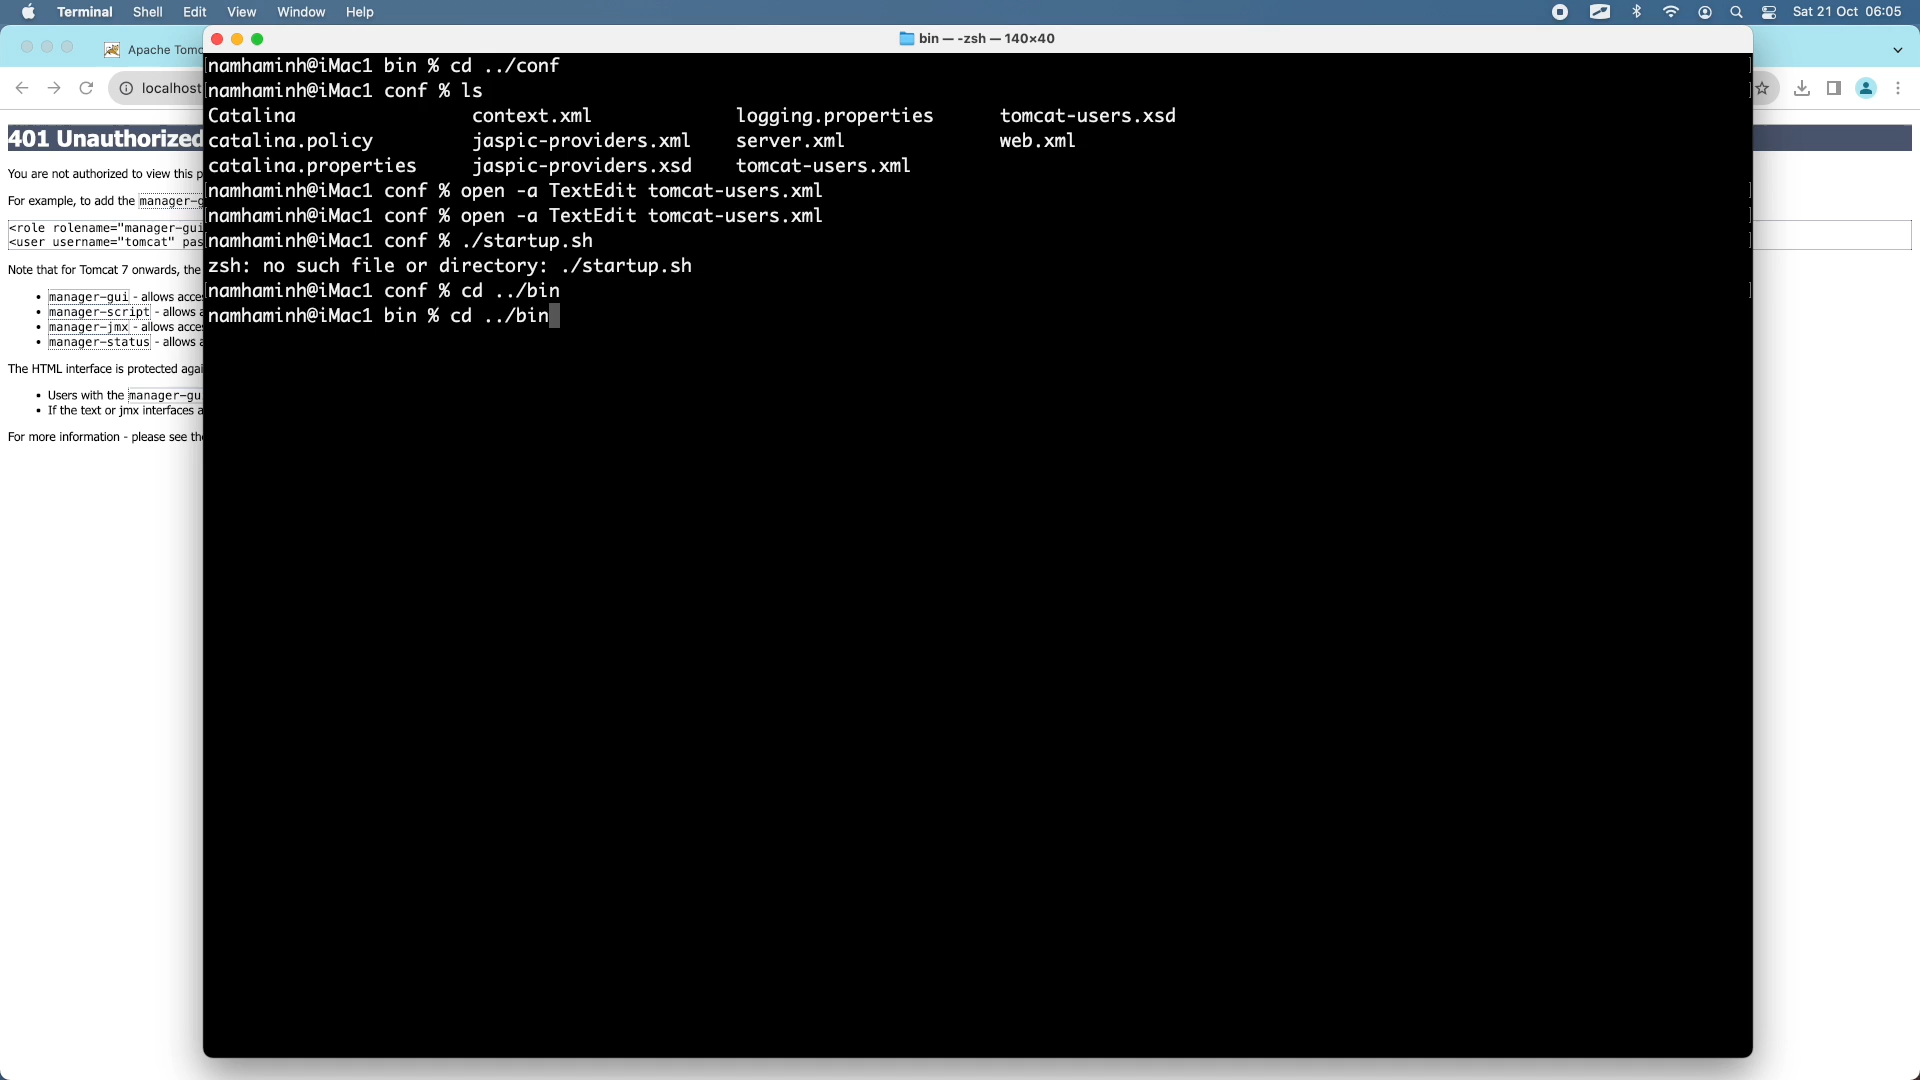 Terminal Shell Edit View Window Help Sat 21 Oct 06:05
Apache Tomc
bin — -zsh — 140×40
localhost
namhaminh@iMac1 bin % cd ../conf
namhaminh@iMac1 conf % ls
Catalina context.xml logging.properties tomcat-users.xsd
catalina.policy jaspic-providers.xml server.xml web.xml
catalina.properties jaspic-providers.xsd tomcat-users.xml
namhaminh@iMac1 conf % open -a TextEdit tomcat-users.xml
namhaminh@iMac1 conf % open -a TextEdit tomcat-users.xml
namhaminh@iMac1 conf % ./startup.sh
zsh: no such file or directory: ./startup.sh
namhaminh@iMac1 conf % cd ../bin
namhaminh@iMac1 bin % cd ../bin
401 Unauthorized
You are not authorized to view this p
For example, to add the manager-g
<role rolename="manager-gui
<user username="tomcat" pas
Note that for Tomcat 7 onwards, the
• manager-gui - allows acce
• manager-script - allows a
• manager-jmx - allows acce
• manager-status - allows a
The HTML interface is protected agai
• Users with the manager-gu
• If the text or jmx interfaces a
For more information - please see the